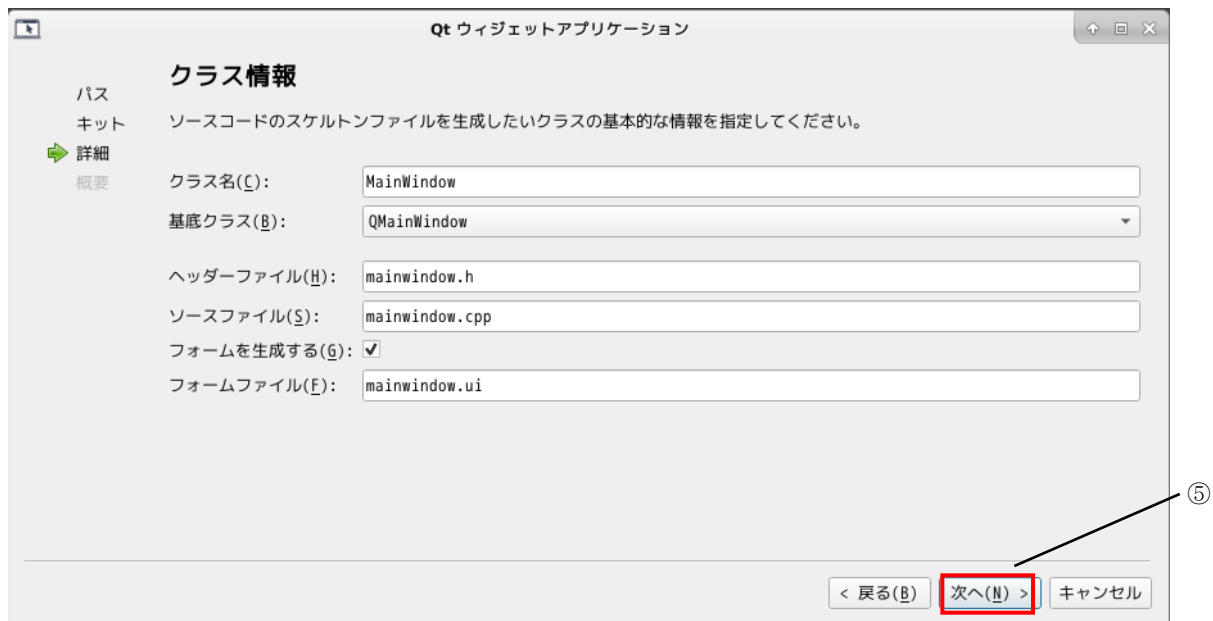 Qt ウィジェットアプリケーション
パス
キット
詳細
概要
クラス情報
ソースコードのスケルトンファイルを生成したいクラスの基本的な情報を指定してください。
クラス名(C): MainWindow
基底クラス(B): QMainWindow
ヘッダーファイル(H): mainwindow.h
ソースファイル(S): mainwindow.cpp
フォームを生成する(G):
フォームファイル(F): mainwindow.ui
⑤
< 戻る(B) 次へ(N) > キャンセル